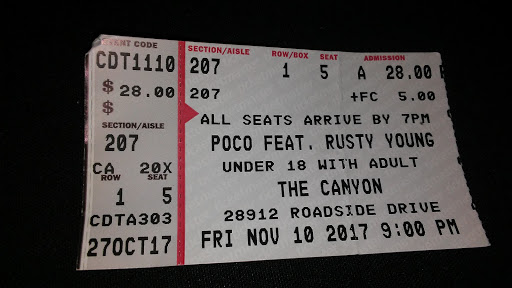 EVENT CODE
CDT1110
$ 28.00
$
SECTION/AISLE
207
CA 20X
ROW SEAT
1 5
CDTA303
27OCT17
SECTION/AISLE ROW/BOX SEAT ADMISSION
207 1 5 A 28.00
207 +FC 5.00
ALL SEATS ARRIVE BY 7PM
POCO FEAT. RUSTY YOUNG
UNDER 18 WITH ADULT
THE CANYON
28912 ROADSIDE DRIVE
FRI NOV 10 2017 9:00 PM